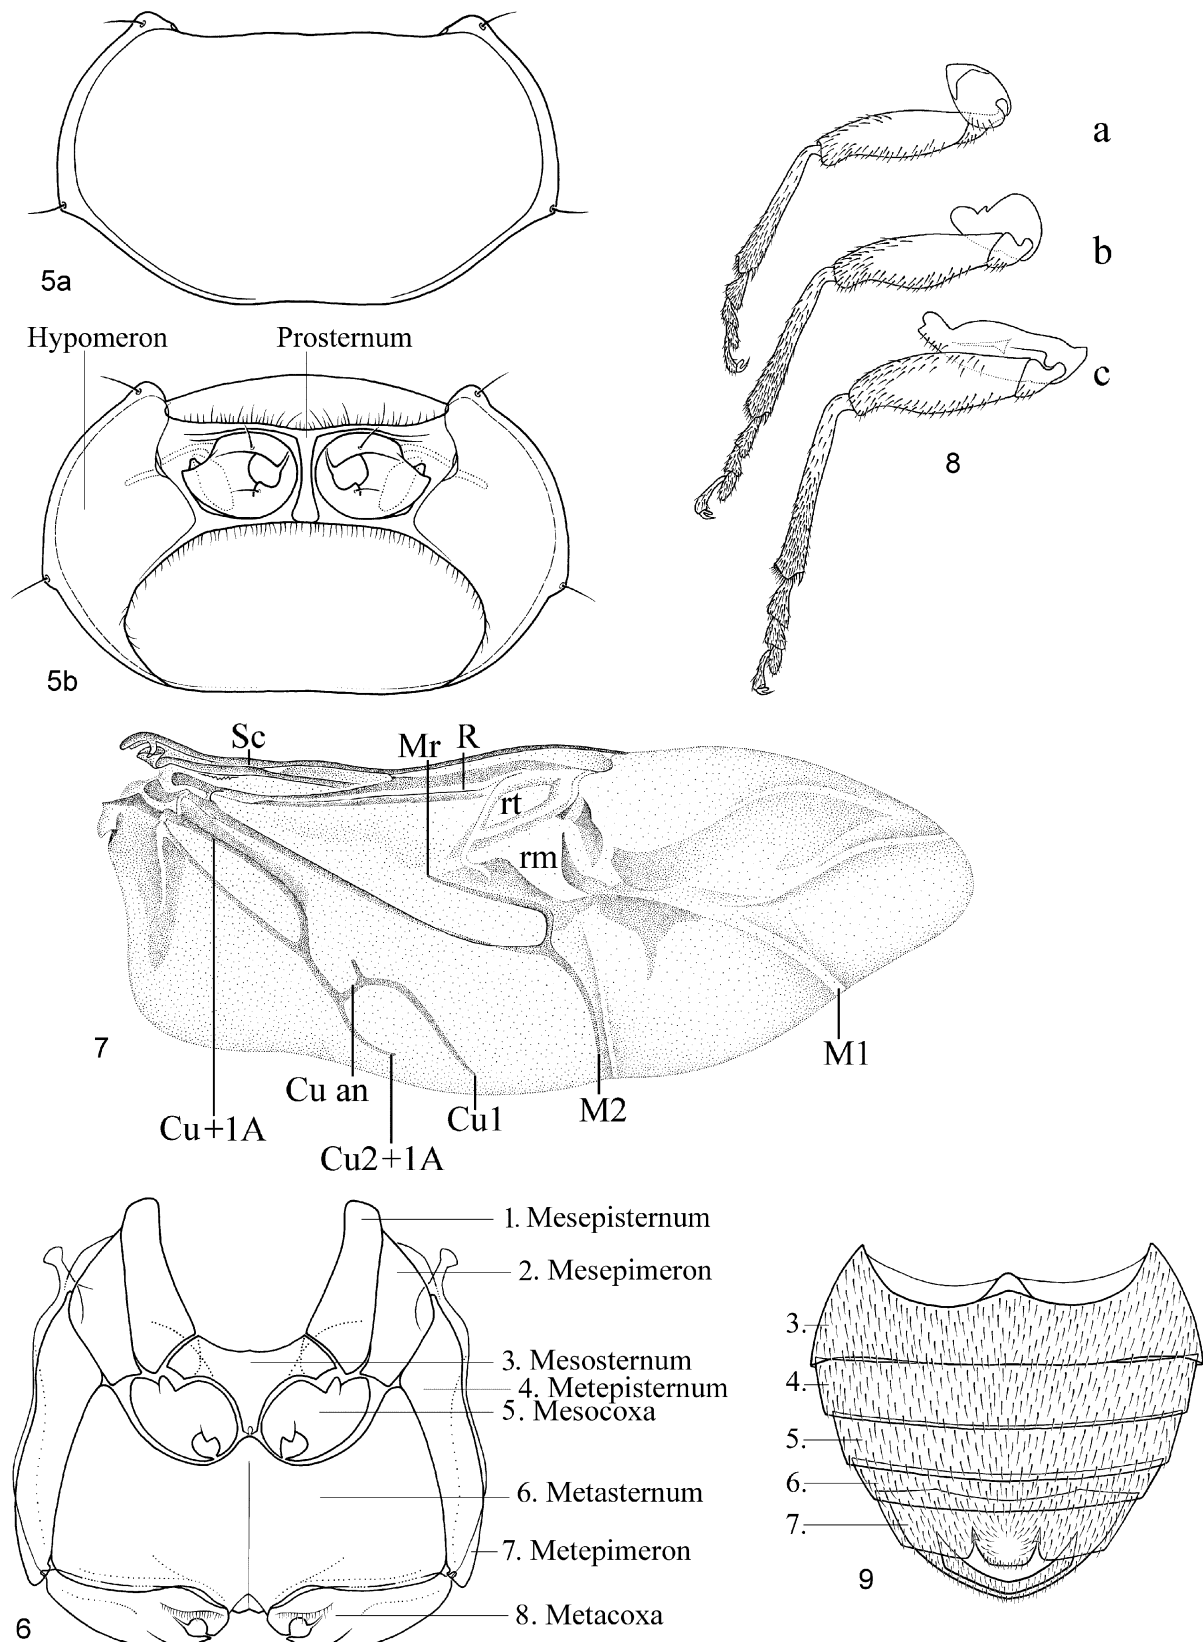 5a
Hypomeron
Prosternum
5b
a
b
c
8
Sc
Mr
R
rt
rm
7
Cu+1A
Cu an
Cu2+1A
Cu1
M2
M1
1. Mesepisternum
2. Mesepimeron
3. Mesosternum
4. Metepisternum
5. Mesocoxa
6. Metasternum
7. Metepimeron
8. Metacoxa
6
3.
4.
5.
6.
7.
9